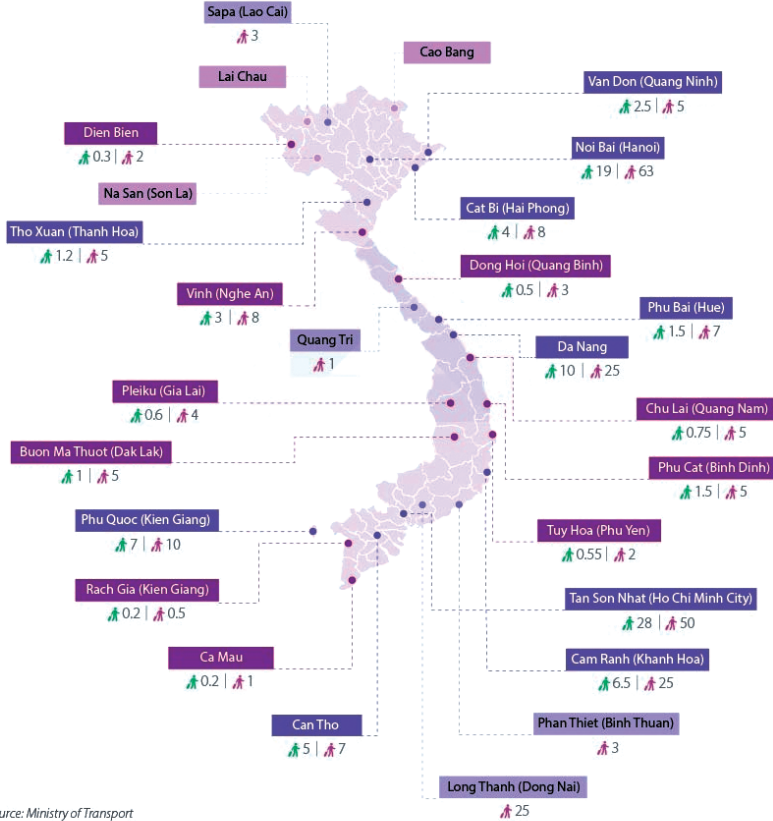 Sapa (Lao Cai)
3
Cao Bang
Lai Chau
Van Don (Quang Ninh)
2.5 | 5
Dien Bien
0.3 | 2
Noi Bai (Hanoi)
19 | 63
Na San (Son La)
Cat Bi (Hai Phong)
4 | 8
Tho Xuan (Thanh Hoa)
1.2 | 5
Dong Hoi (Quang Binh)
0.5 | 3
Vinh (Nghe An)
3 | 8
Phu Bai (Hue)
1.5 | 7
Quang Tri
1
Da Nang
10 | 25
Pleiku (Gia Lai)
0.6 | 4
Chu Lai (Quang Nam)
0.75 | 5
Buon Ma Thuot (Dak Lak)
1 | 5
Phu Cat (Binh Dinh)
1.5 | 5
Phu Quoc (Kien Giang)
7 | 10
Tuy Hoa (Phu Yen)
0.55 | 2
Rach Gia (Kien Giang)
0.2 | 0.5
Tan Son Nhat (Ho Chi Minh City)
28 | 50
Ca Mau
0.2 | 1
Cam Ranh (Khanh Hoa)
6.5 | 25
Can Tho
5 | 7
Phan Thiet (Binh Thuan)
3
Long Thanh (Dong Nai)
25
urce: Ministry of Transport